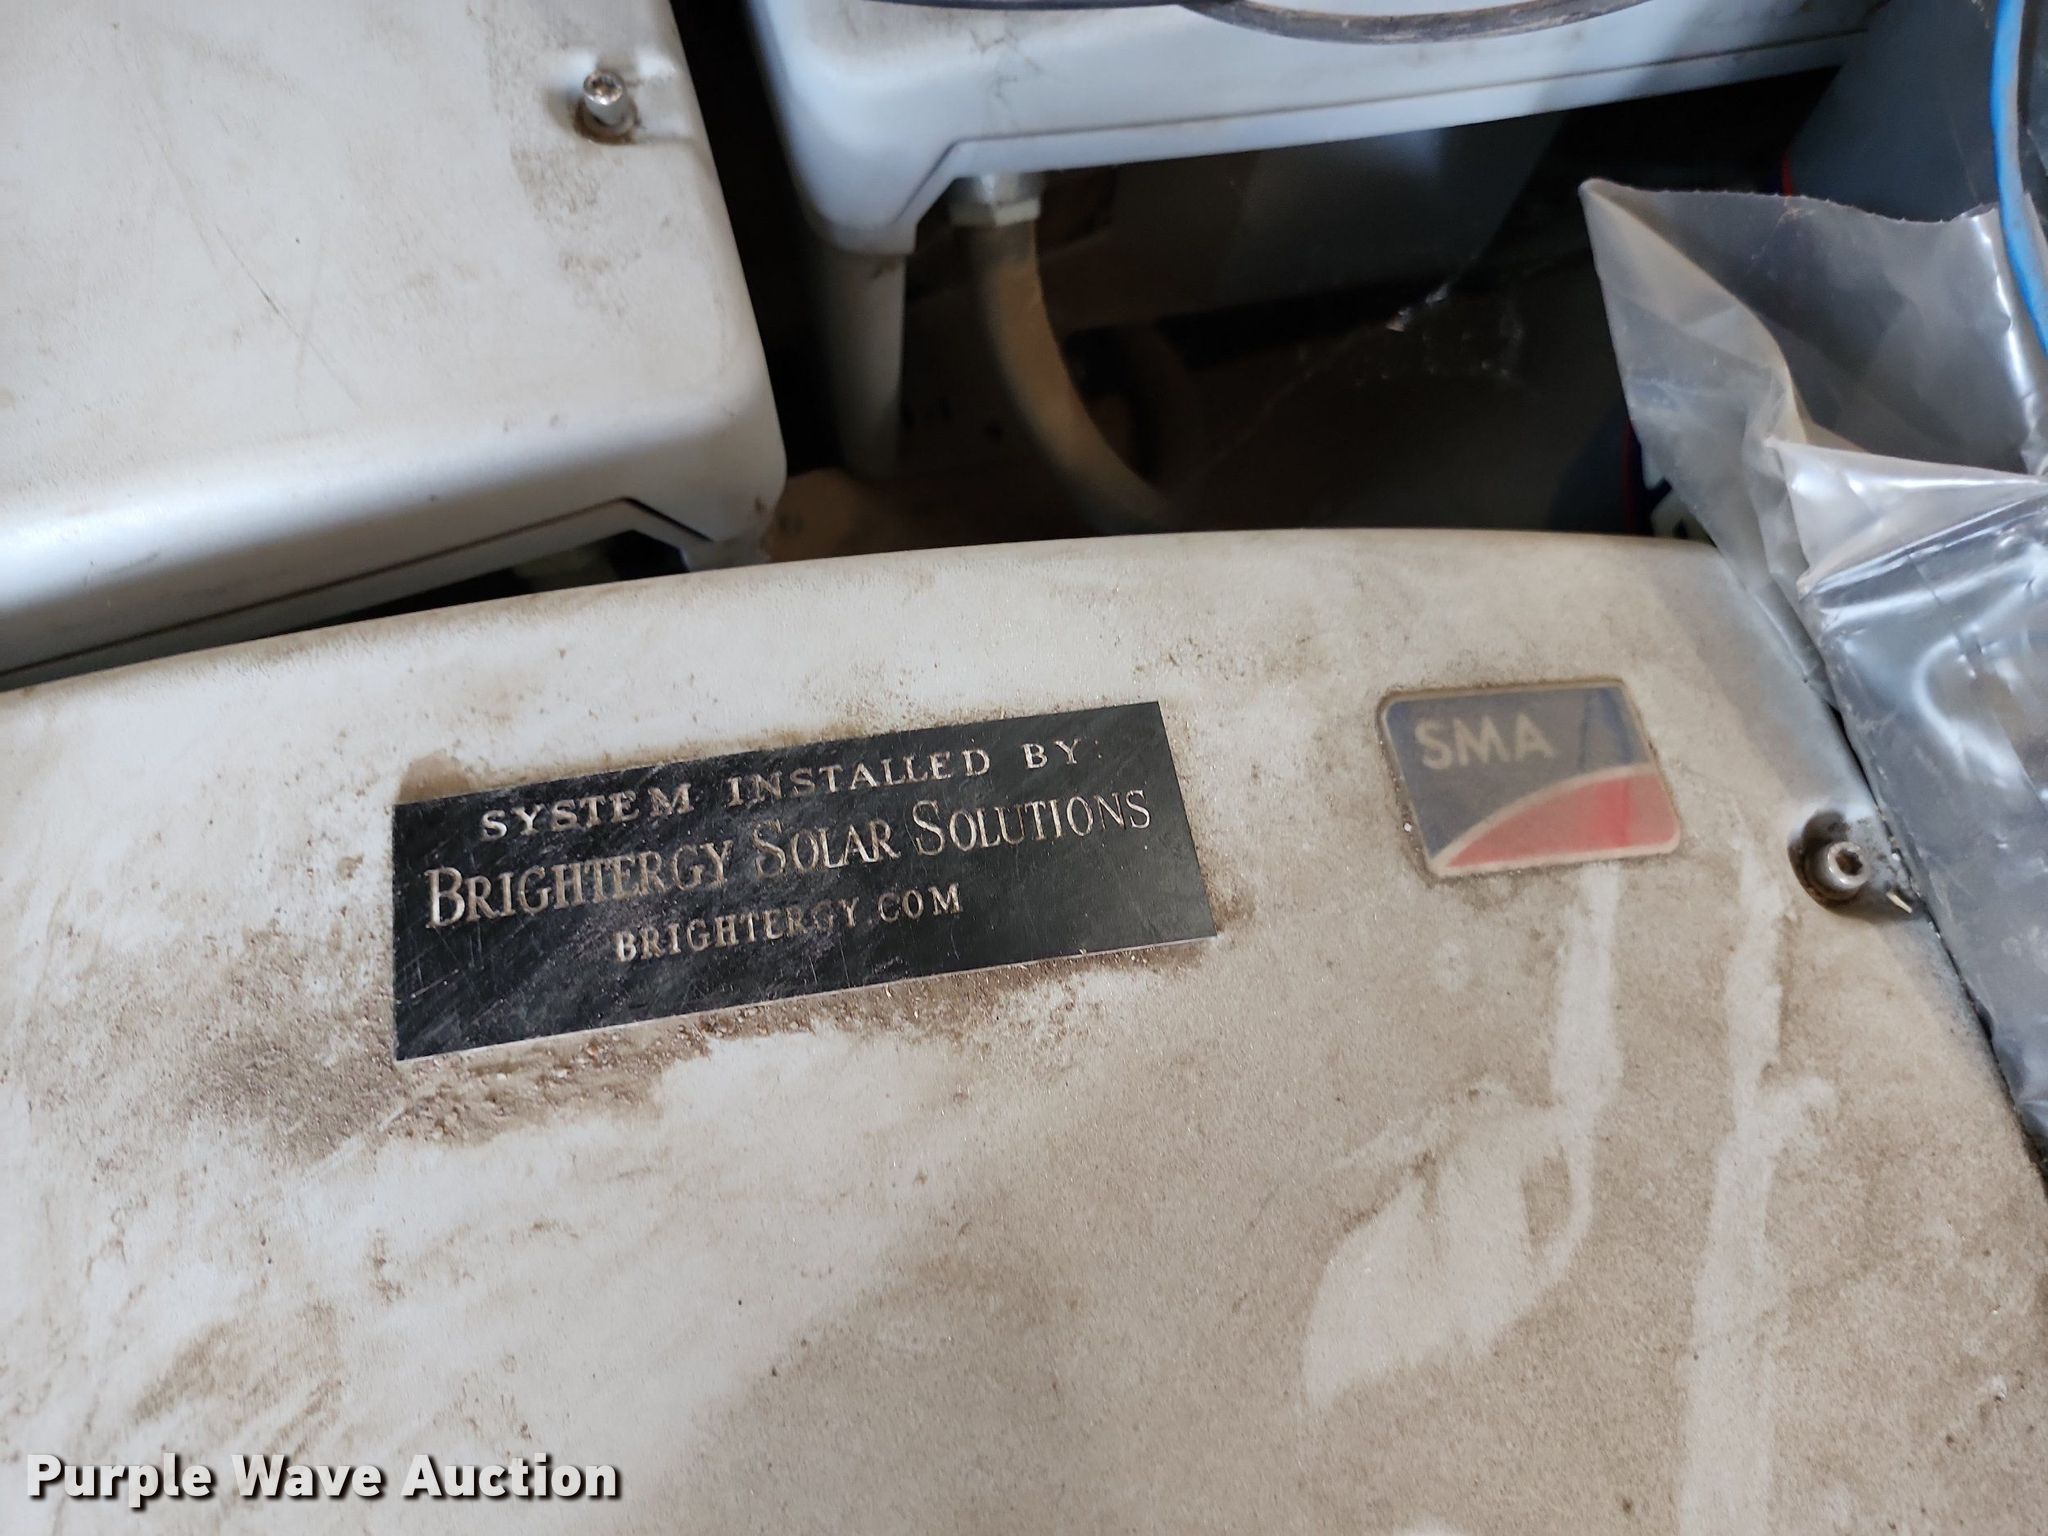 SYSTEM INSTALLED BY:
BRIGHTERGY SOLAR SOLUTIONS
BRIGHTERGY.COM
SMA
Purple Wave Auction